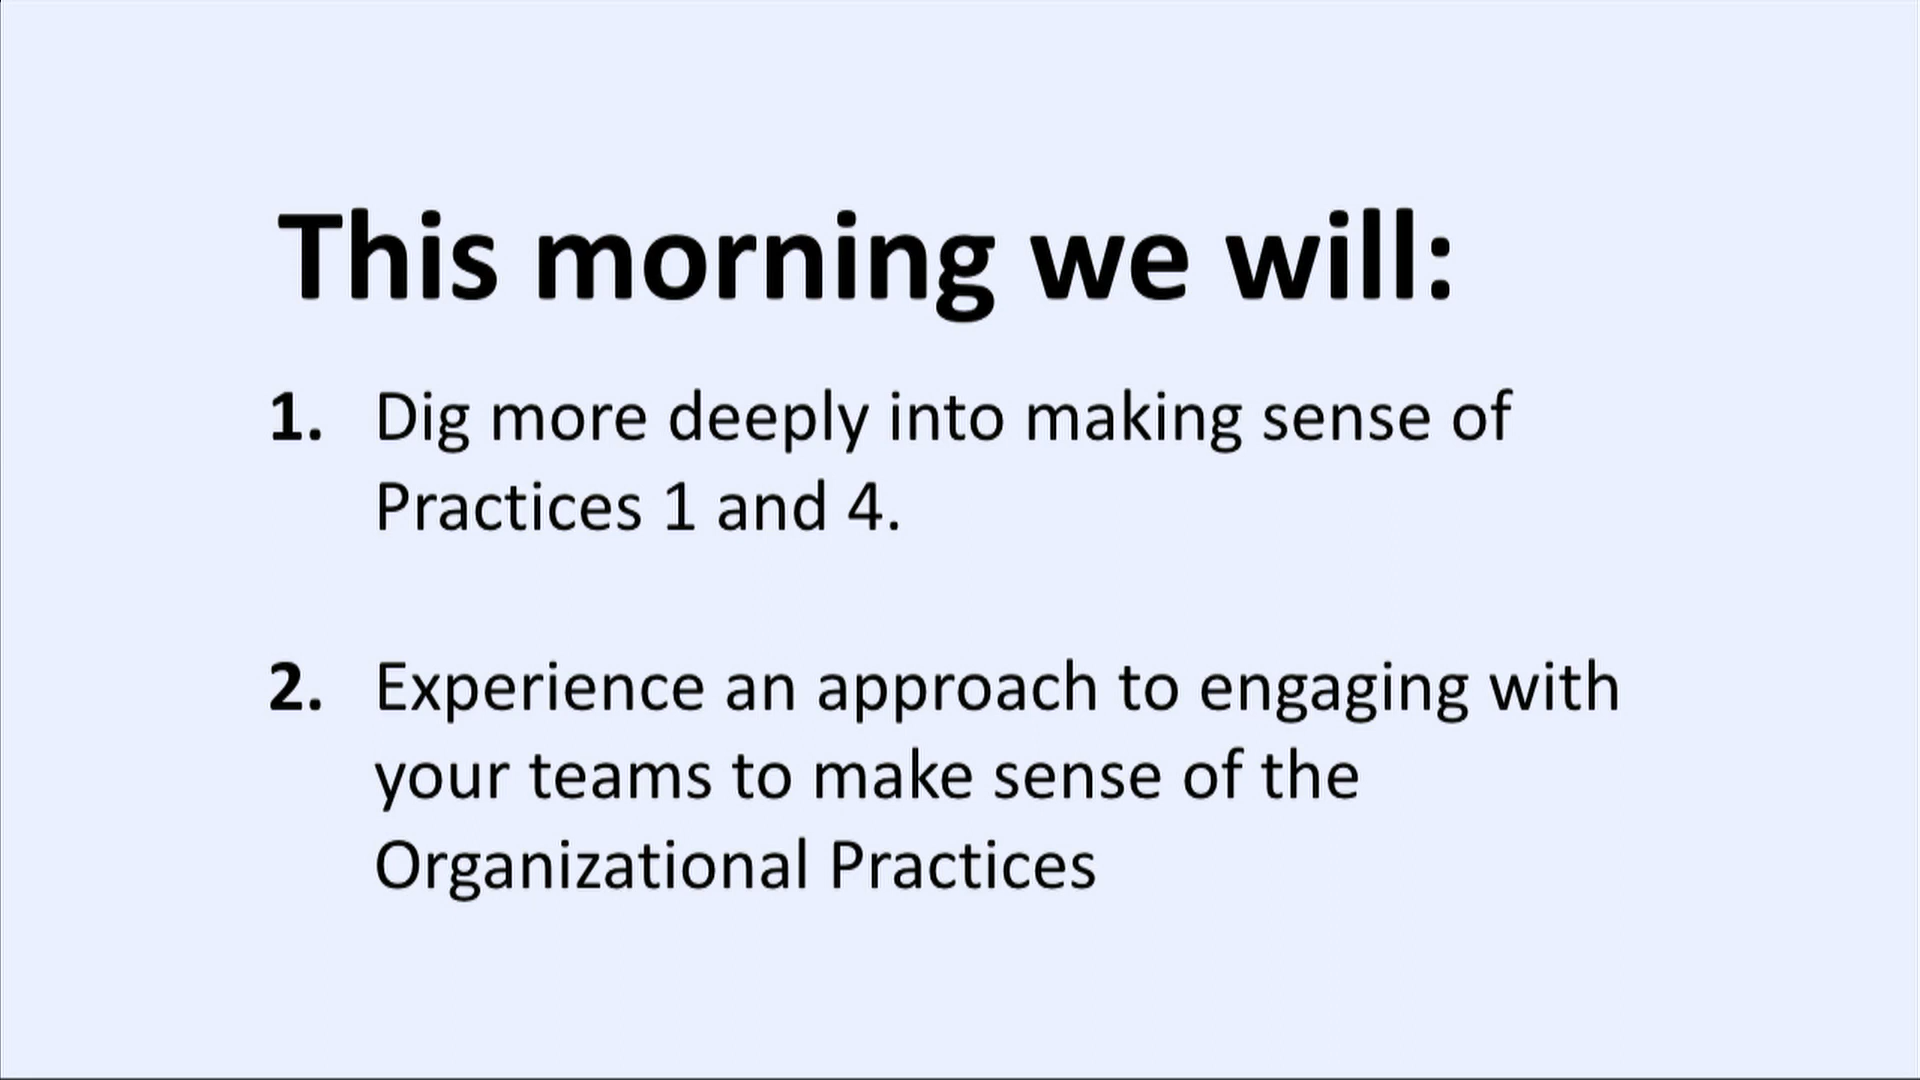 This morning we will:
1. Dig more deeply into making sense of
Practices 1 and 4.
2. Experience an approach to engaging with
your teams to make sense of the
Organizational Practices